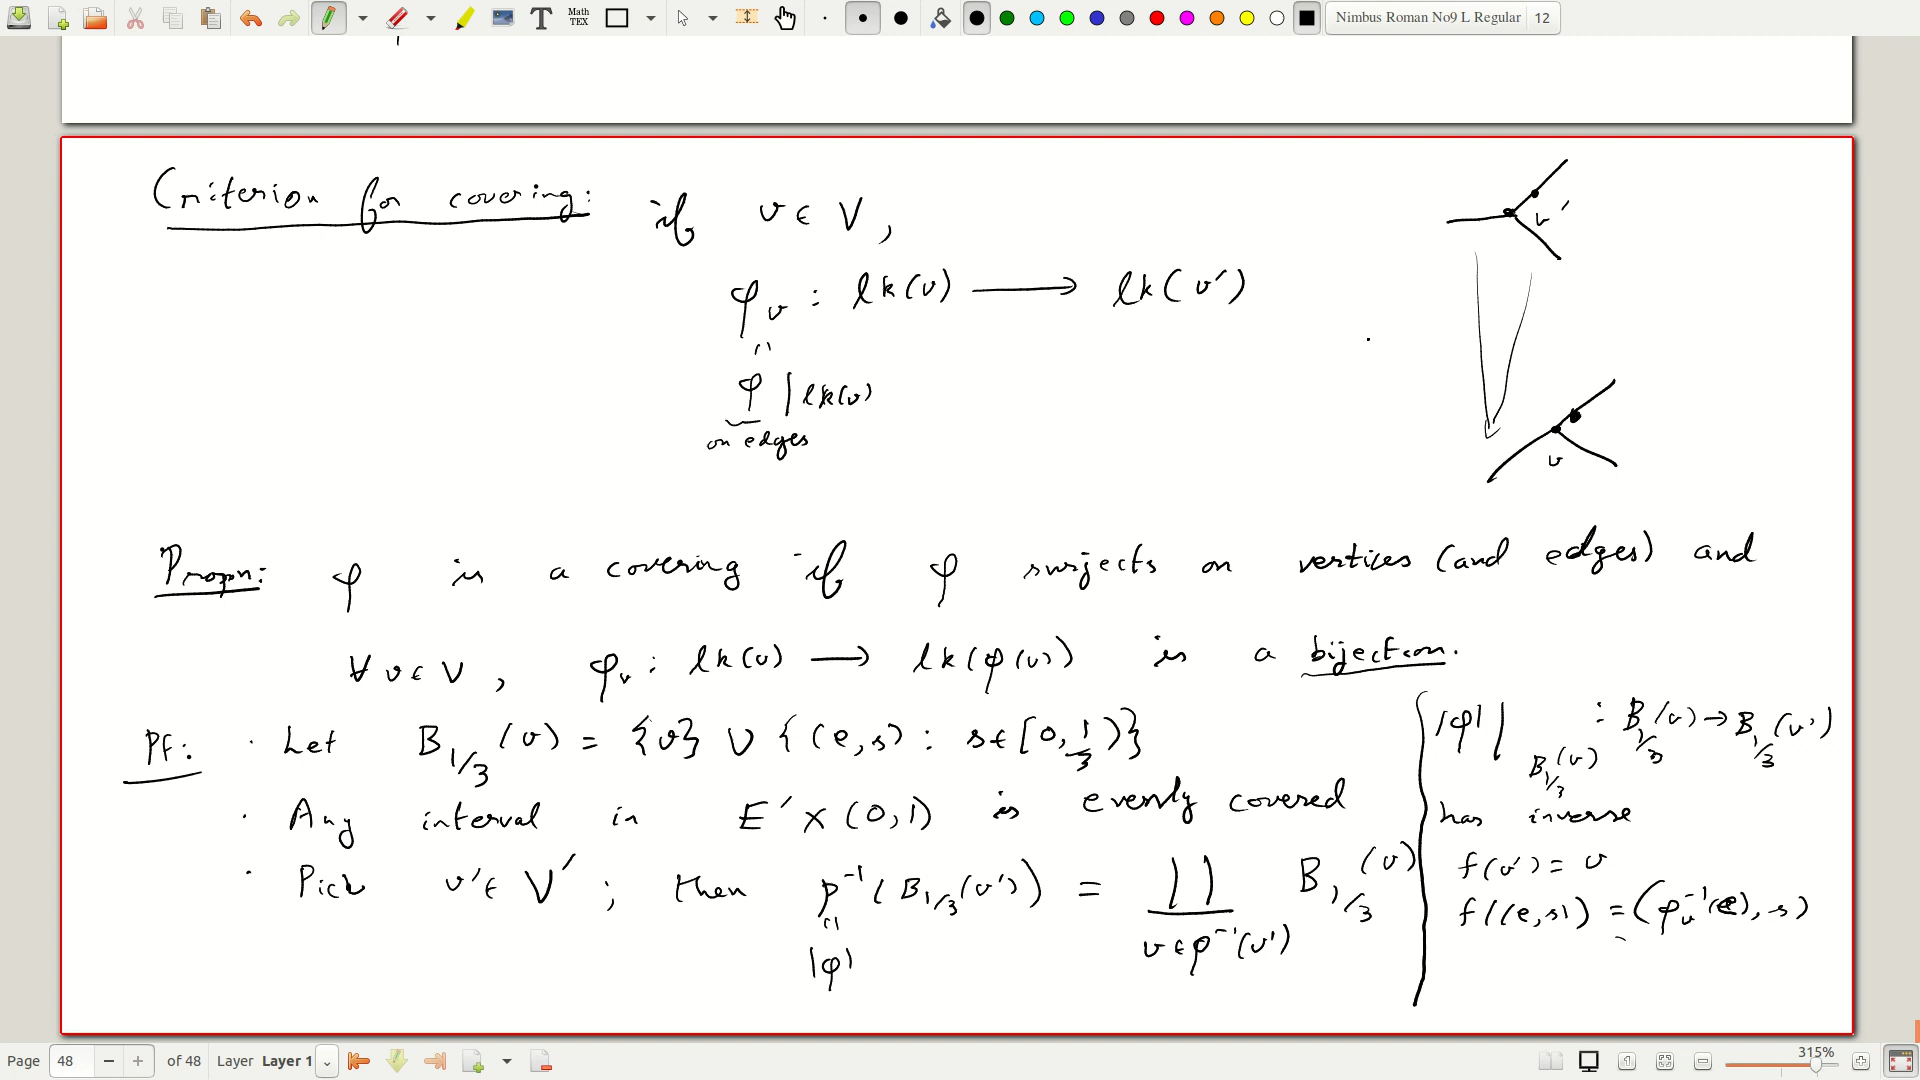 Math
TEX
T
Nimbus Roman No9 L Regular 12
Criterion for covering: if v ∈ V,
φ_v : lk(v) ⟶ lk(v')
"
φ | lk(v)
on edges
v'
v
Propn: φ is a covering if φ surjects on vertices (and edges) and
∀ v ∈ V, φ_v : lk(v) ⟶ lk(φ(v)) is a bijection.
Pf: · Let B_{1/3}(v) = {v} ∪ {(e,s) : s ∈ [0, 1/3)}
· Any interval in E' × (0,1) is evenly covered
· Pick v' ∈ V' ; then p^{-1}(B_{1/3}(v')) = ∐_{v ∈ φ^{-1}(v')} B_{1/3}(v)
"
|φ|
|φ| |_{B_{1/3}(v)} : B_{1/3}(v) → B_{1/3}(v')
has inverse
f(v') = v
f((e,s)) = (φ_v^{-1}(e), s)
Page 48 of 48 Layer Layer 1
315%